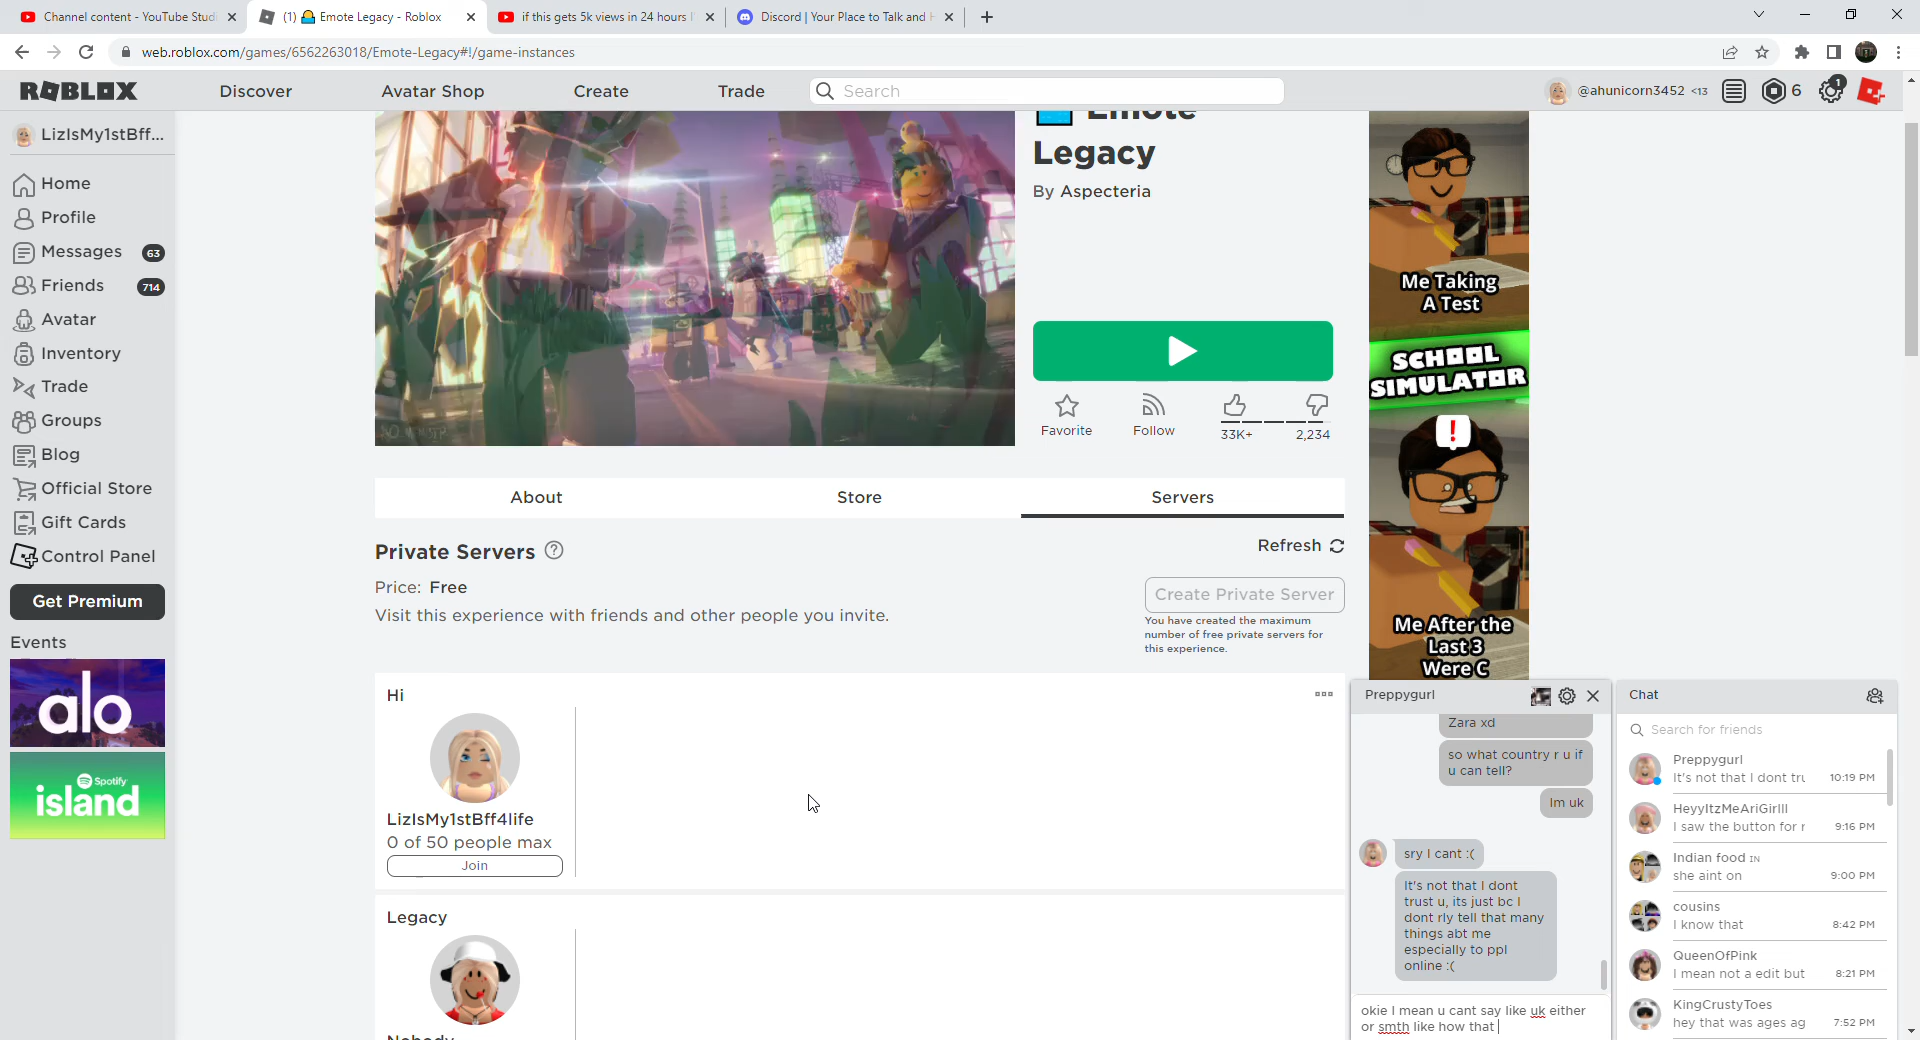 Channel content - YouTube Studi
(1) Emote Legacy - Roblox
if this gets 5k views in 24 hours I
Discord | Your Place to Talk and H
web.roblox.com/games/6562263018/Emote-Legacy#!/game-instances
ROBLOX
Discover
Avatar Shop
Create
Trade
Search
@ahunicorn3452 <13
6
1
LizIsMy1stBff...
Home
Profile
Messages 63
Friends 714
Avatar
Inventory
Trade
Groups
Blog
Official Store
Gift Cards
Control Panel
Get Premium
Events
alo
Spotify
island
Emote
Legacy
By Aspecteria
Favorite
Follow
33K+
2,234
About
Store
Servers
Private Servers ?
Refresh
Price: Free
Visit this experience with friends and other people you invite.
Create Private Server
You have created the maximum
number of free private servers for
this experience.
Hi
LizIsMy1stBff4life
0 of 50 people max
Join
Legacy
Nobody
Me Taking
A Test
SCHOOL
SIMULATOR
!
Me After the
Last 3
Were C
Preppygurl
Zara xd
so what country r u if
u can tell?
Im uk
sry I cant :(
It's not that I dont
trust u, its just bc I
dont rly tell that many
things abt me
especially to ppl
online :(
okie I mean u cant say like uk either
or smth like how that
Chat
Search for friends
Preppygurl
It's not that I dont tru 10:19 PM
HeyyItzMeAriGirlll
I saw the button for r 9:16 PM
Indian food IN
she aint on 9:00 PM
cousins
I know that 8:42 PM
QueenOfPink
I mean not a edit but 8:21 PM
KingCrustyToes
hey that was ages ag 7:52 PM